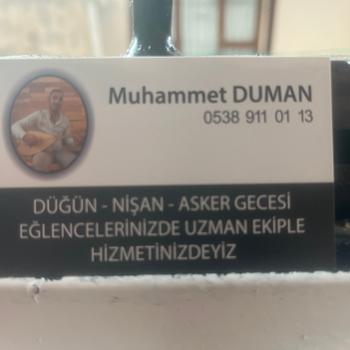 Muhammet DUMAN
0538 911 01 13
DÜĞÜN - NİŞAN - ASKER GECESİ
EĞLENCELERİNİZDE UZMAN EKİPLE
HİZMETİNİZDEYİZ